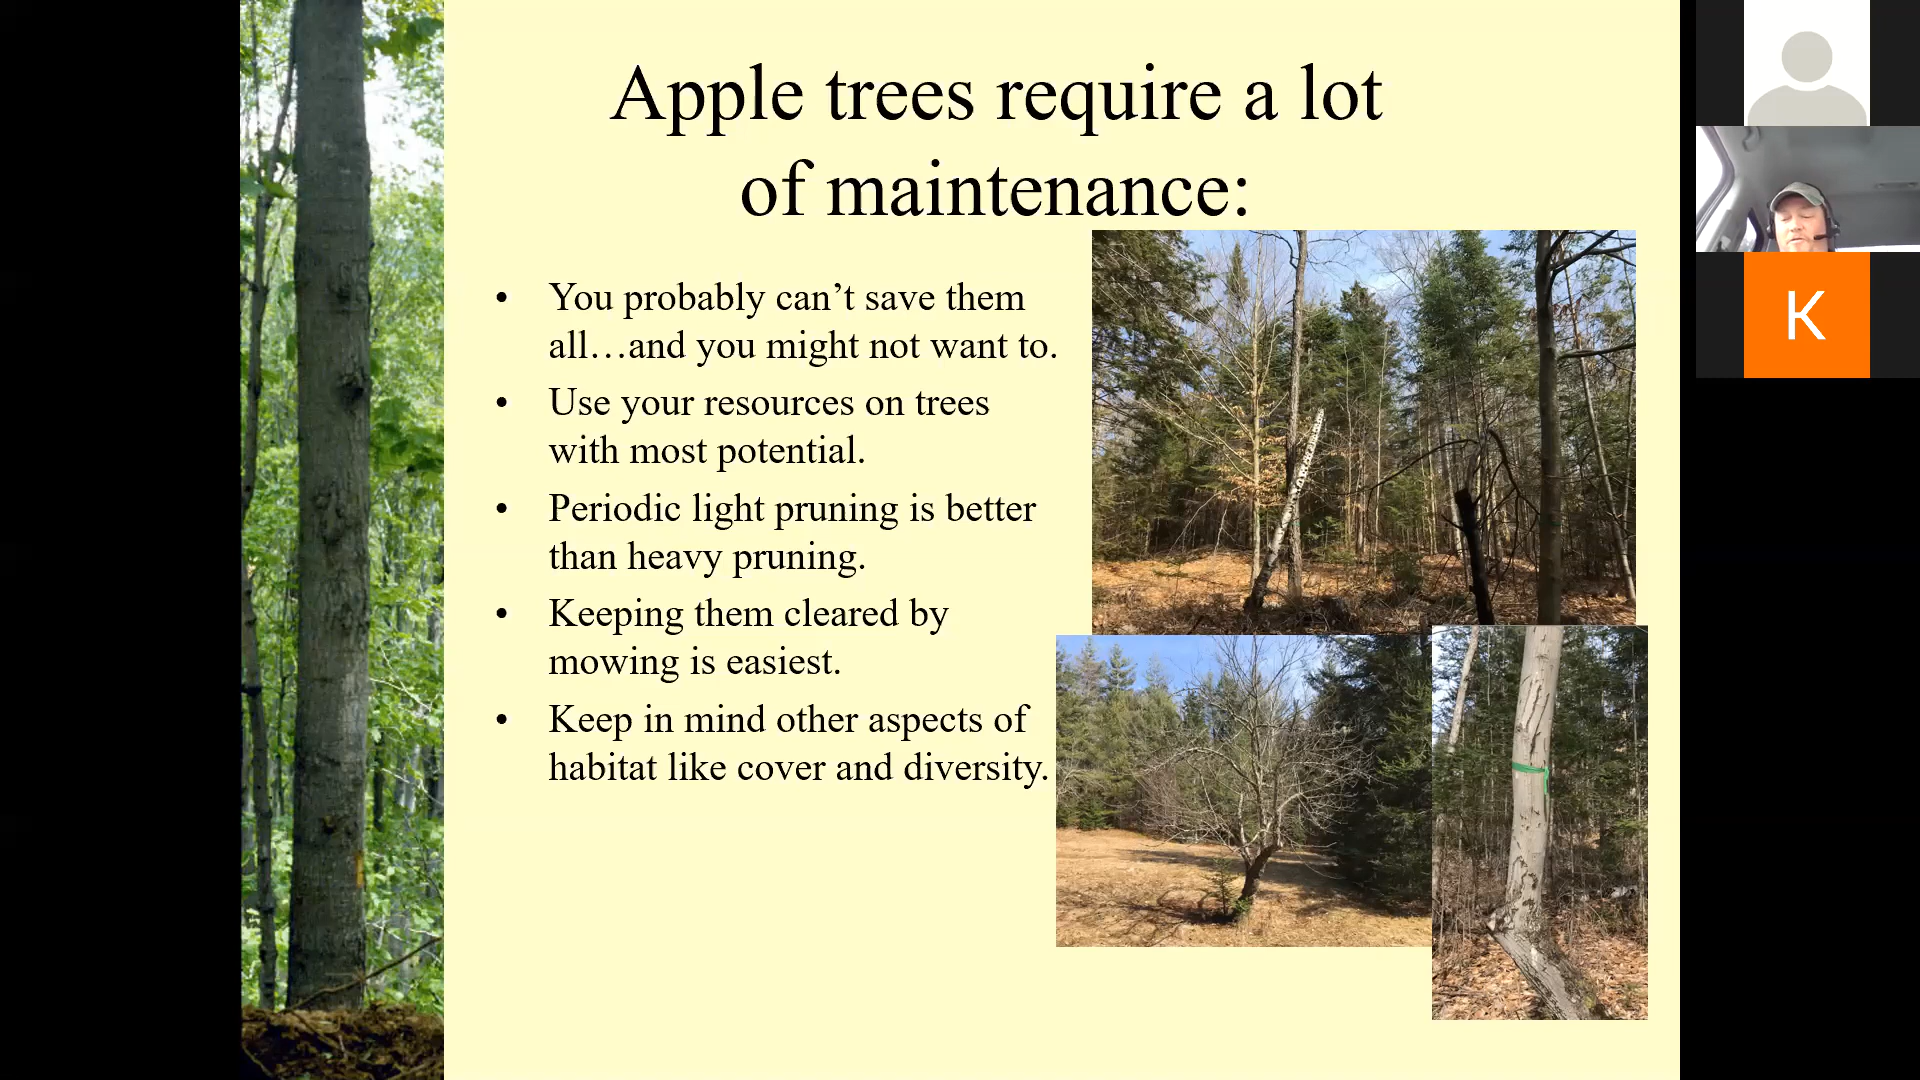 Apple trees require a lot
of maintenance:
• You probably can’t save them
all…and you might not want to.
• Use your resources on trees
with most potential.
• Periodic light pruning is better
than heavy pruning.
• Keeping them cleared by
mowing is easiest.
• Keep in mind other aspects of
habitat like cover and diversity.
K